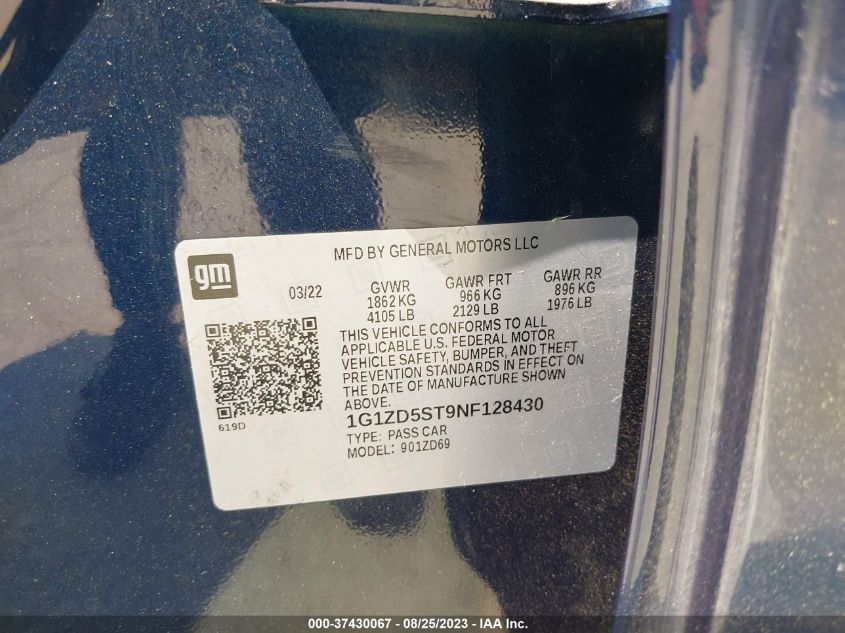 MFD BY GENERAL MOTORS LLC
gm
03/22
GVWR GAWR FRT GAWR RR
1862 KG 966 KG 896 KG
4105 LB 2129 LB 1976 LB
THIS VEHICLE CONFORMS TO ALL
APPLICABLE U.S. FEDERAL MOTOR
VEHICLE SAFETY, BUMPER, AND THEFT
PREVENTION STANDARDS IN EFFECT ON
THE DATE OF MANUFACTURE SHOWN
ABOVE.
619D
1G1ZD5ST9NF128430
TYPE: PASS CAR
MODEL: 901ZD69
000-37430067 - 08/25/2023 - IAA Inc.